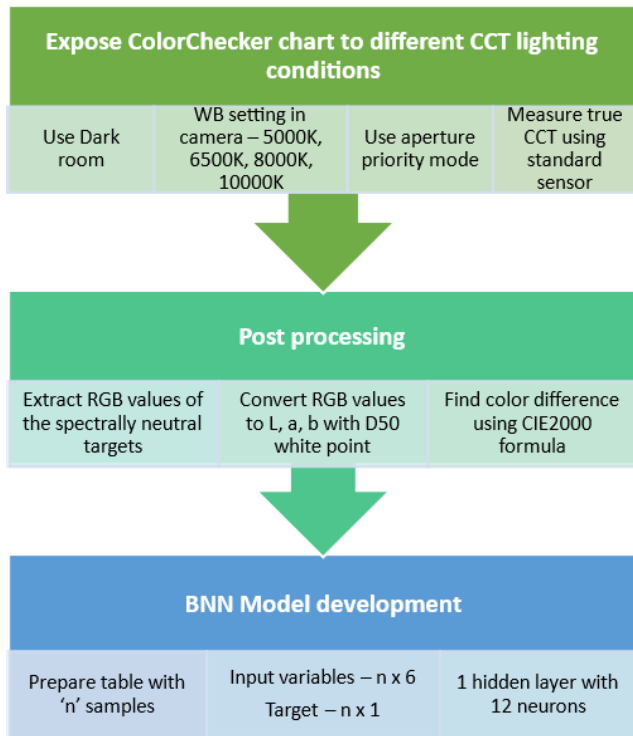 Expose ColorChecker chart to different CCT lighting
conditions
Use Dark
room
WB setting in
camera – 5000K,
6500K, 8000K,
10000K
Use aperture
priority mode
Measure true
CCT using
standard
sensor
Post processing
Extract RGB values of
the spectrally neutral
targets
Convert RGB values
to L, a, b with D50
white point
Find color difference
using CIE2000
formula
BNN Model development
Prepare table with
‘n’ samples
Input variables – n x 6
Target – n x 1
1 hidden layer with
12 neurons